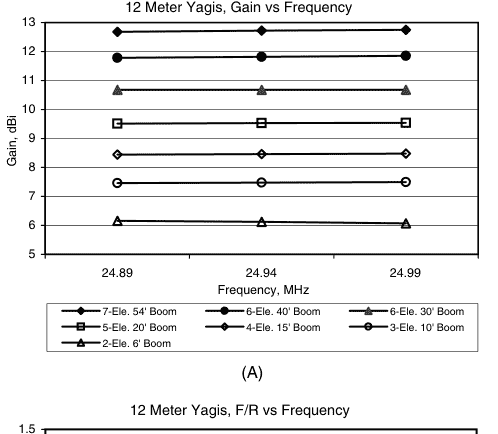 12 Meter Yagis, Gain vs Frequency
13
12
11
10
9
8
7
6
5
Gain, dBi
24.89 24.94 24.99
Frequency, MHz
7-Ele. 54' Boom 6-Ele. 40' Boom 6-Ele. 30' Boom
5-Ele. 20' Boom 4-Ele. 15' Boom 3-Ele. 10' Boom
2-Ele. 6' Boom
(A)
12 Meter Yagis, F/R vs Frequency
1.5